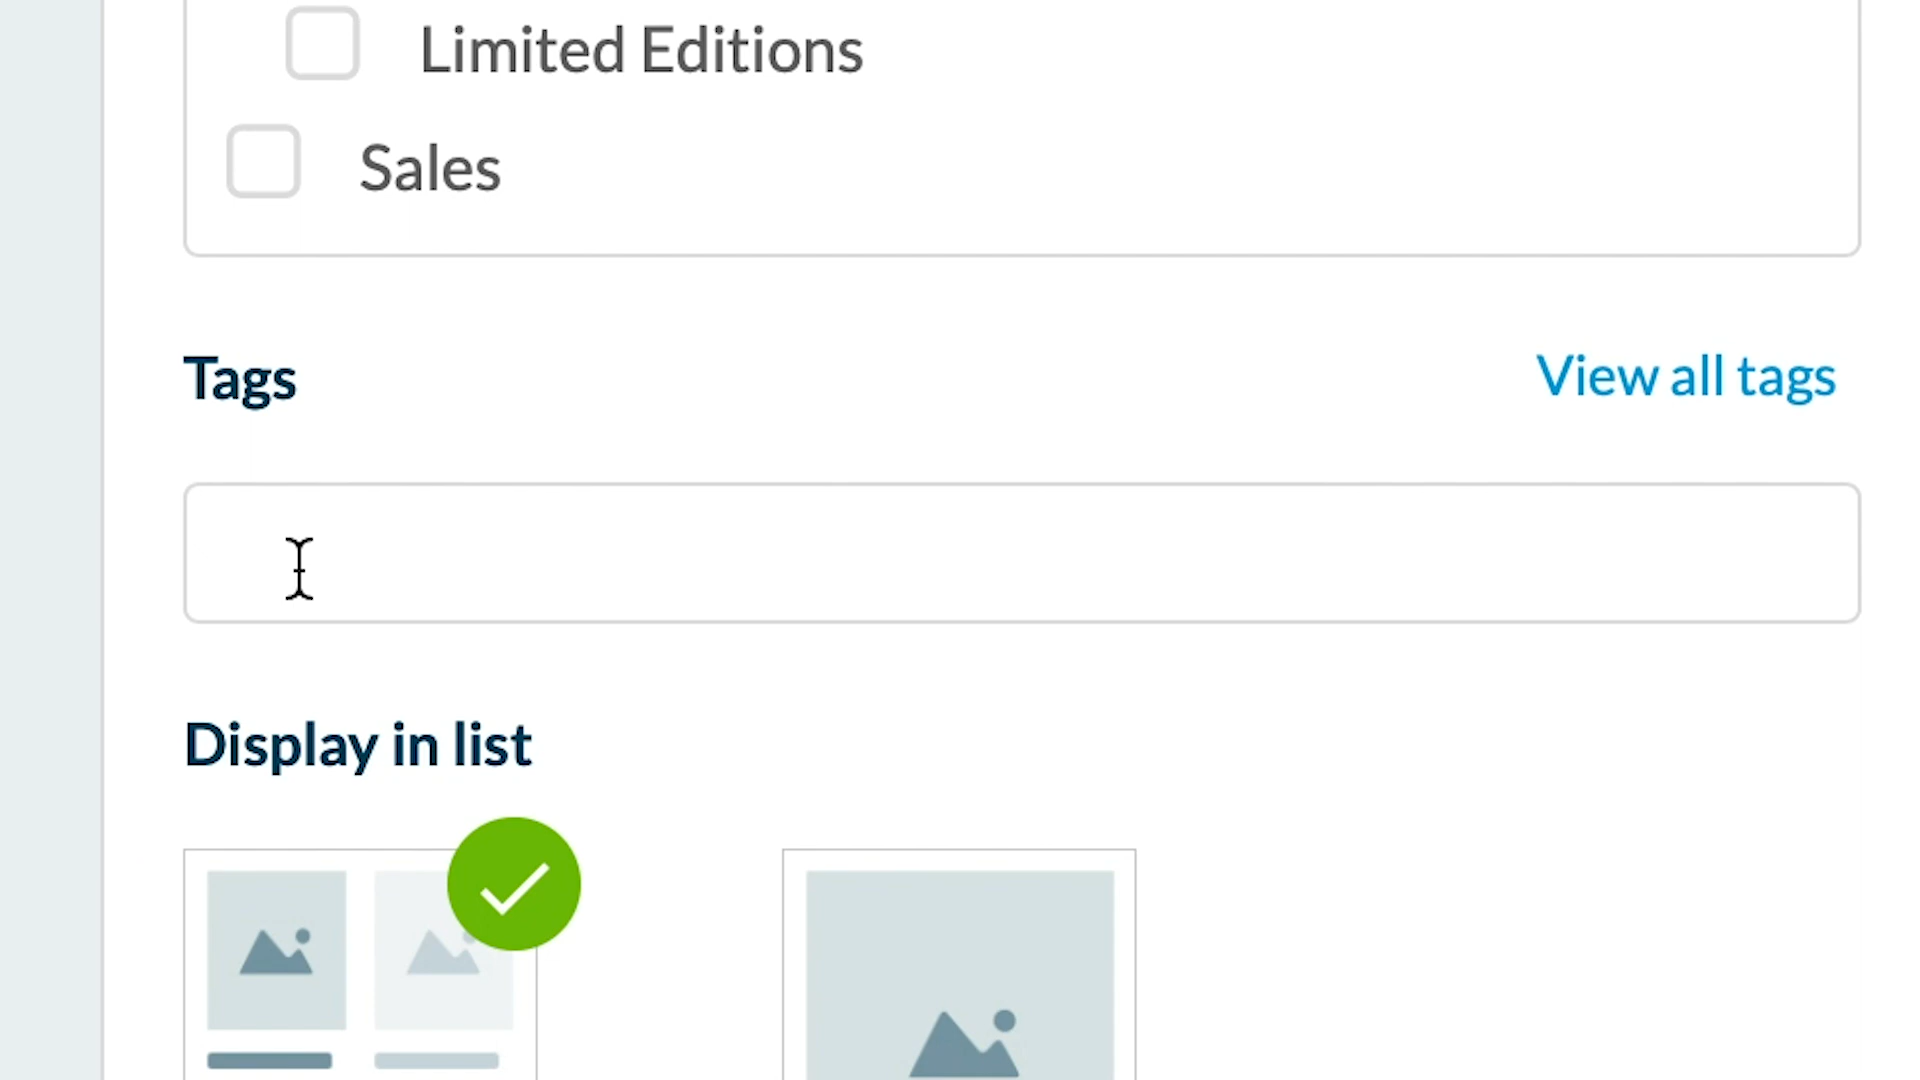 Limited Editions
Sales
Tags
View all tags
Display in list